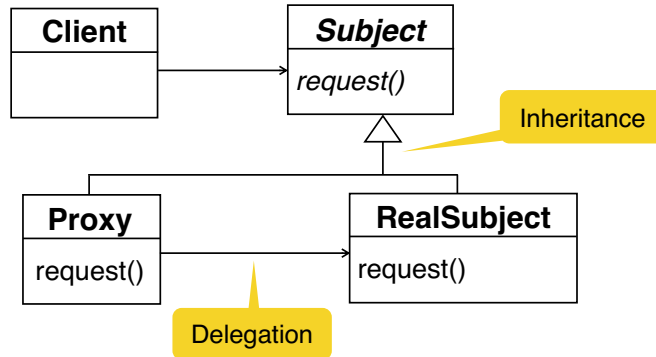 Client
Subject
request()
Inheritance
Proxy
RealSubject
request()
request()
Delegation